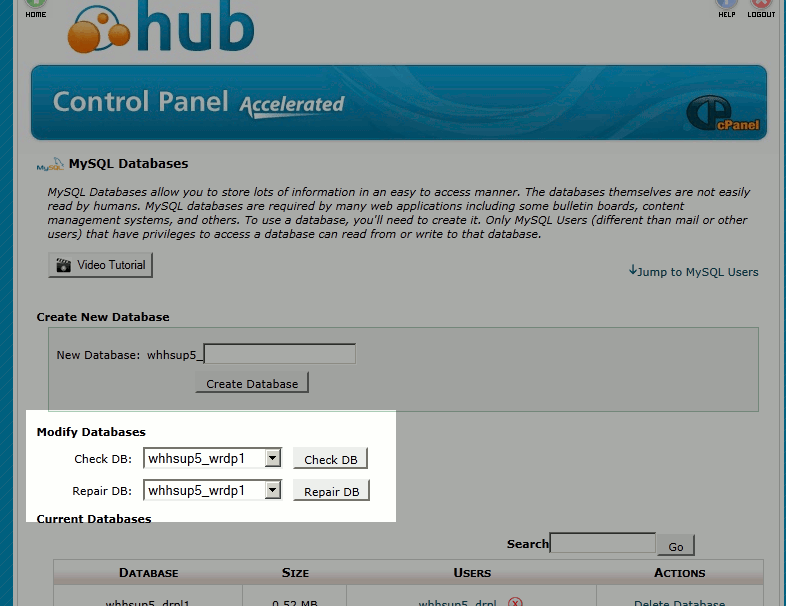 HOME
HELP LOGOUT
hub
Control Panel Accelerated
cPanel
MySQL MySQL Databases
MySQL Databases allow you to store lots of information in an easy to access manner. The databases themselves are not easily
read by humans. MySQL databases are required by many web applications including some bulletin boards, content
management systems, and others. To use a database, you'll need to create it. Only MySQL Users (different than mail or other
users) that have privileges to access a database can read from or write to that database.
Video Tutorial
Jump to MySQL Users
Create New Database
New Database: whhsup5_
Create Database
Modify Databases
Check DB: whhsup5_wrdp1 Check DB
Repair DB: whhsup5_wrdp1 Repair DB
Current Databases
Search Go
DATABASE SIZE USERS ACTIONS
whhsup5_drpl1 0.52 MB whhsup5_drpl Delete Database